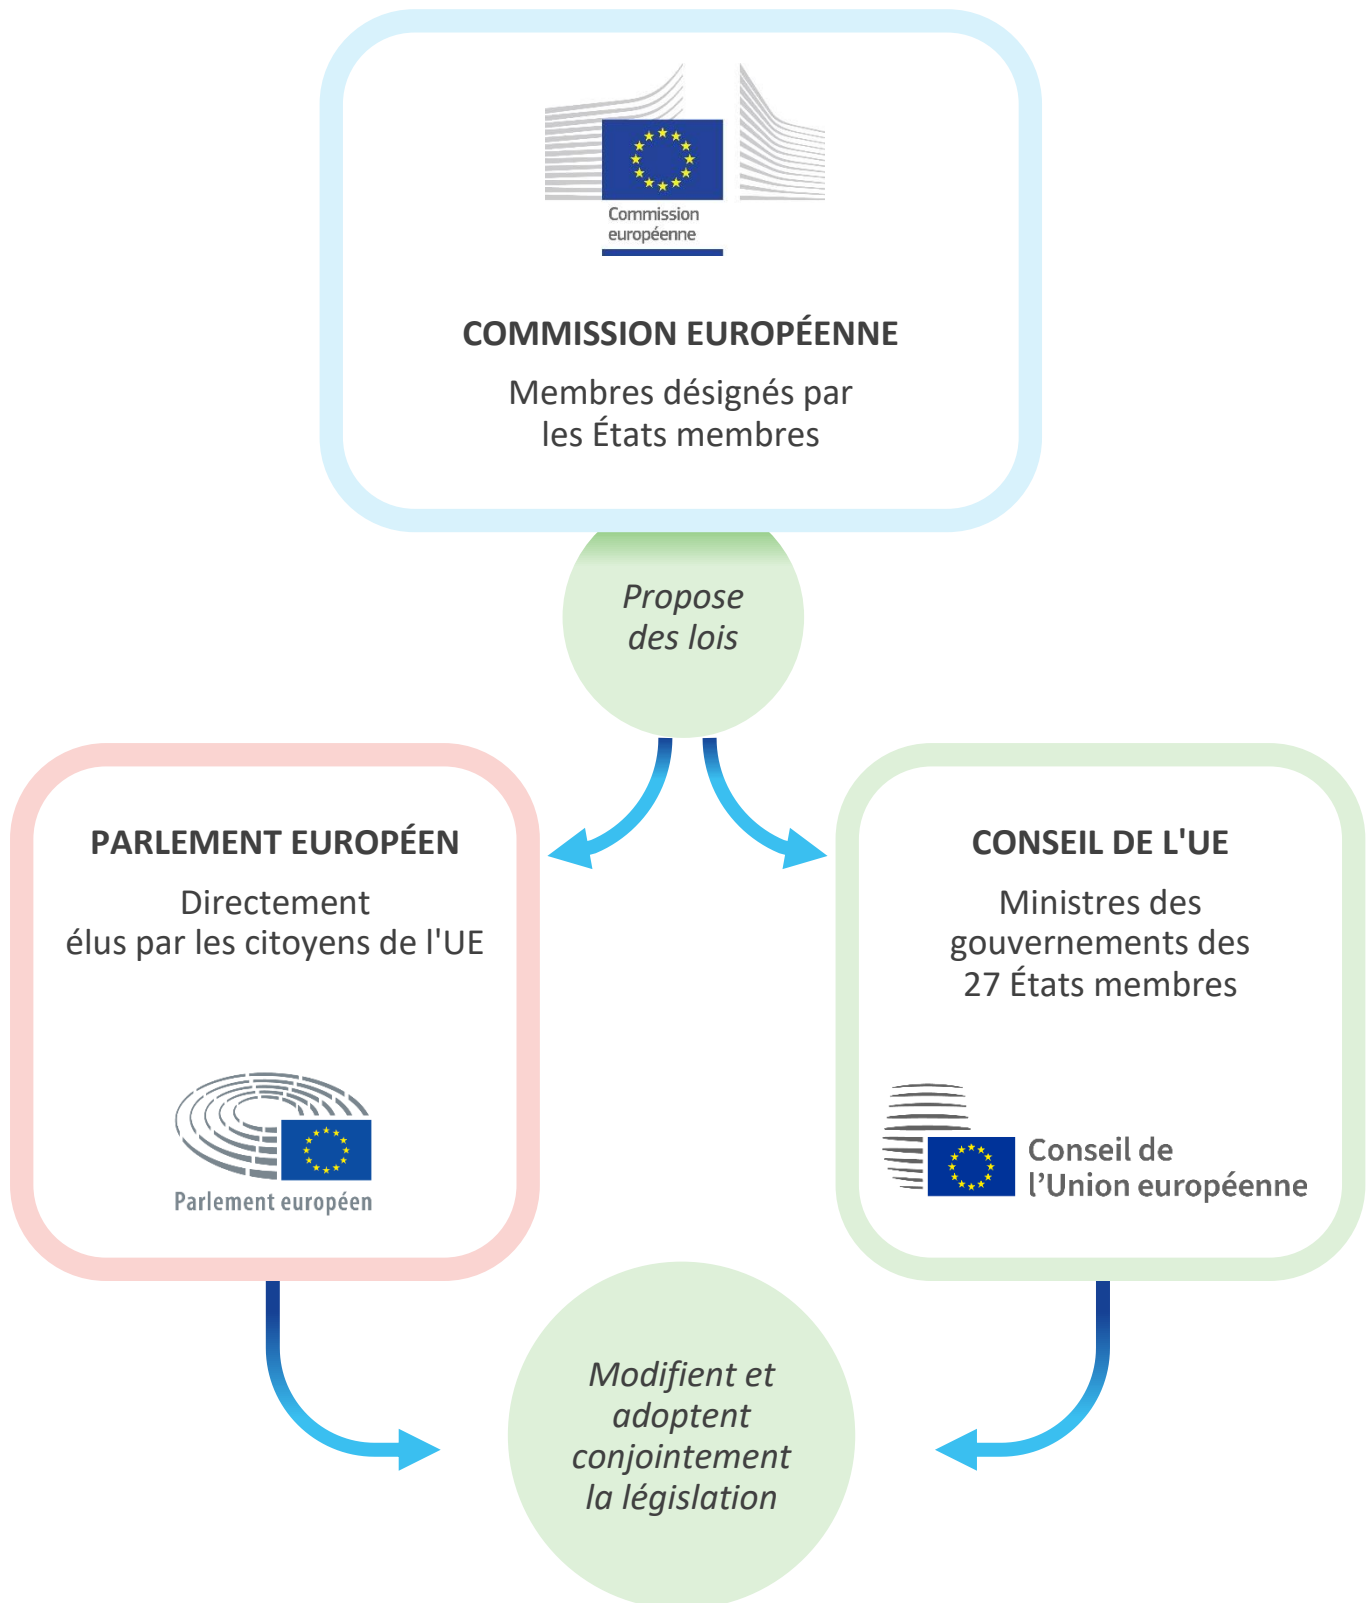 Commission
européenne
COMMISSION EUROPÉENNE
Membres désignés par
les États membres
Propose
des lois
PARLEMENT EUROPÉEN
Directement
élus par les citoyens de l'UE
Parlement européen
CONSEIL DE L'UE
Ministres des
gouvernements des
27 États membres
Conseil de
l’Union européenne
Modifient et
adoptent
conjointement
la législation